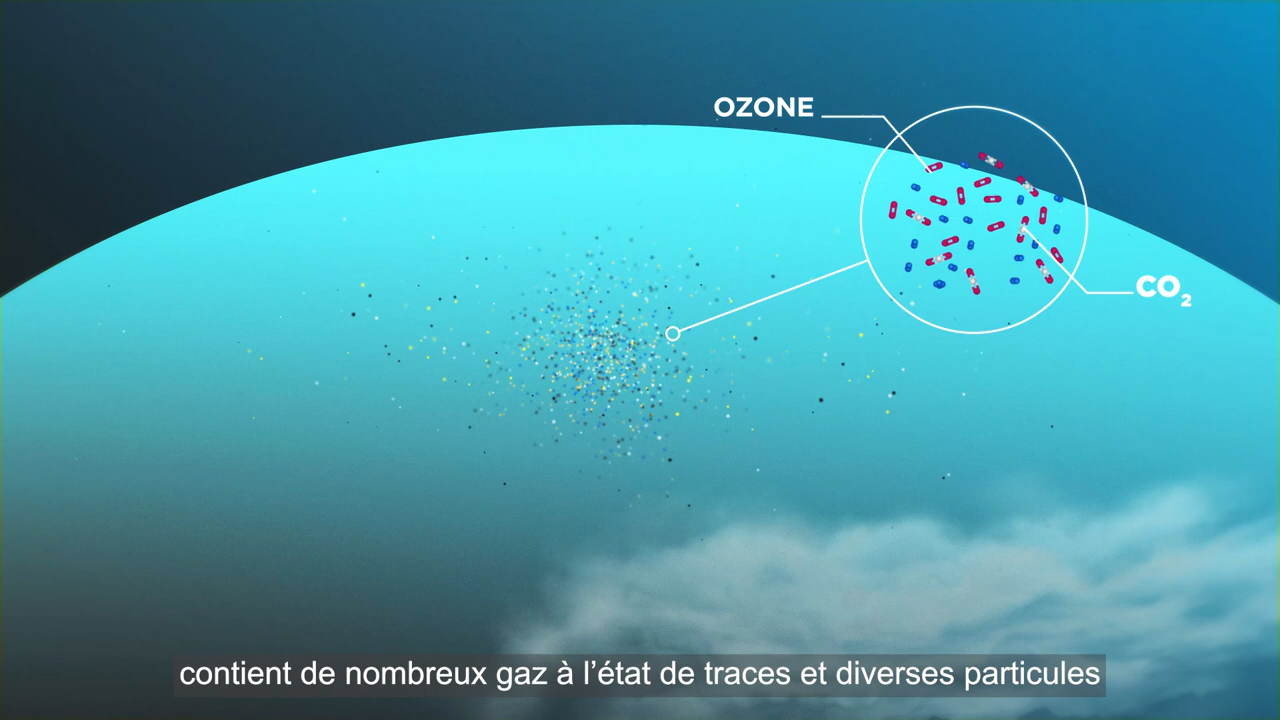 OZONE
CO₂
contient de nombreux gaz à l’état de traces et diverses particules